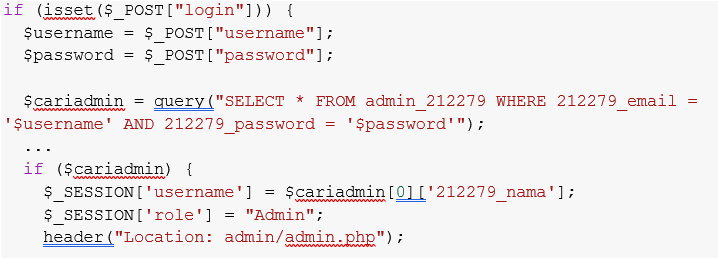 if (isset($_POST["login"])) {
$username = $_POST["username"];
$password = $_POST["password"];
$cariadmin = query("SELECT * FROM admin_212279 WHERE 212279_email =
'$username' AND 212279_password = '$password'");
...
if ($cariadmin) {
$_SESSION['username'] = $cariadmin[0]['212279_nama'];
$_SESSION['role'] = "Admin";
header("Location: admin/admin.php");